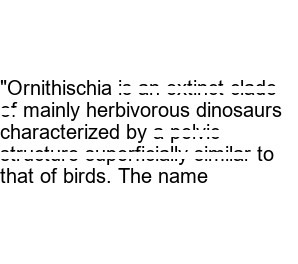 "Ornithischia is an extinct clade
of mainly herbivorous dinosaurs
characterized by a pelvic
structure superficially similar to
that of birds. The name